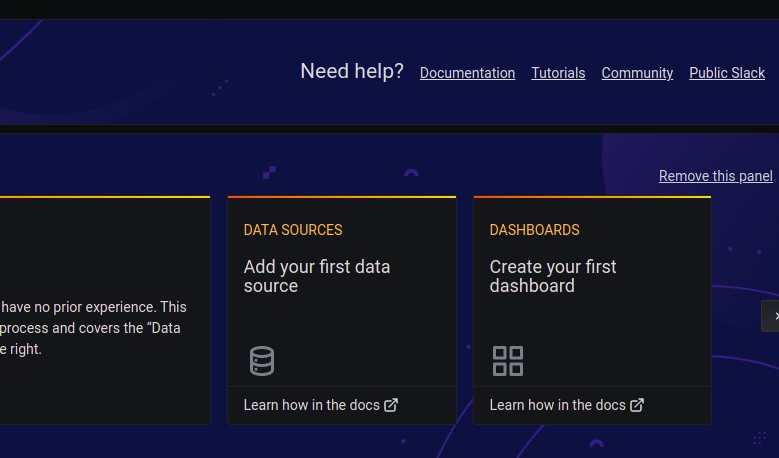 Need help? Documentation Tutorials Community Public Slack
Remove this panel
have no prior experience. This
process and covers the “Data
e right.
DATA SOURCES
Add your first data
source
Learn how in the docs
DASHBOARDS
Create your first
dashboard
Learn how in the docs